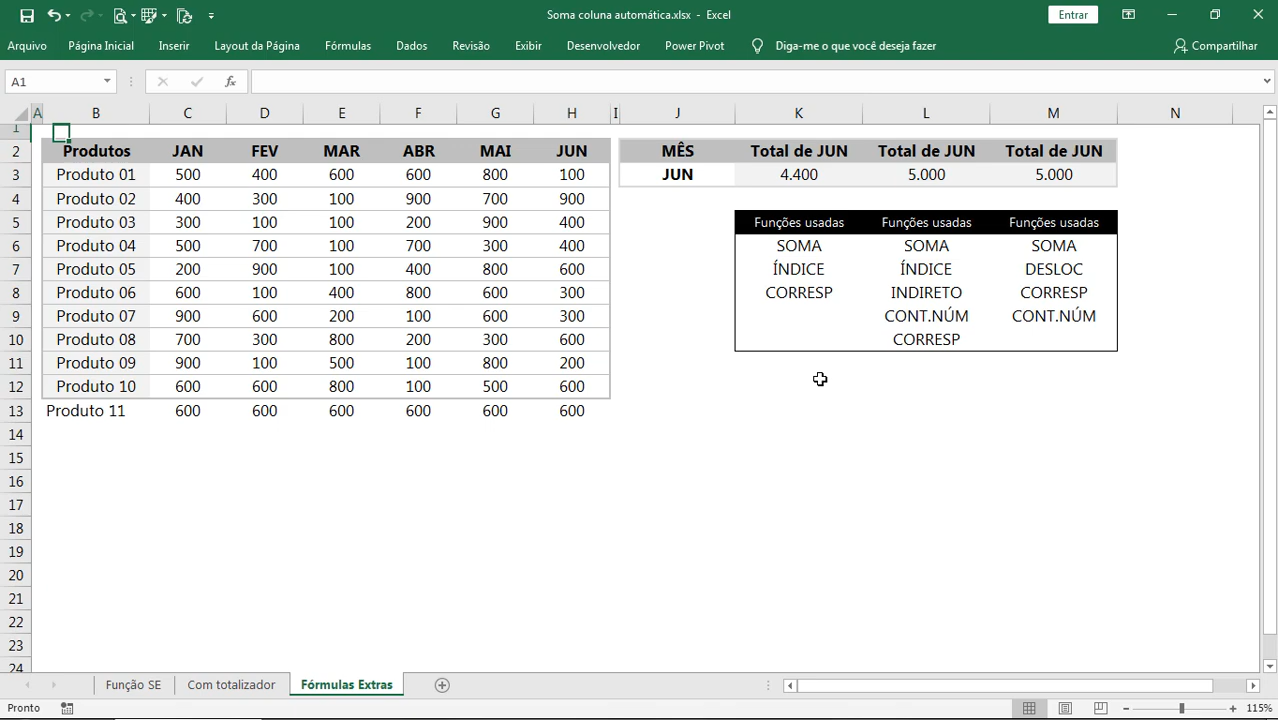 Soma coluna automática.xlsx - Excel
Entrar
Arquivo Página Inicial Inserir Layout da Página Fórmulas Dados Revisão Exibir Desenvolvedor Power Pivot Diga-me o que você deseja fazer Compartilhar
A1 fx
A B C D E F G H I J K L M N
1
2 Produtos JAN FEV MAR ABR MAI JUN MÊS Total de JUN Total de JUN Total de JUN
3 Produto 01 500 400 600 600 800 100 JUN 4.400 5.000 5.000
4 Produto 02 400 300 100 900 700 900
5 Produto 03 300 100 100 200 900 400 Funções usadas Funções usadas Funções usadas
6 Produto 04 500 700 100 700 300 400 SOMA SOMA SOMA
7 Produto 05 200 900 100 400 800 600 ÍNDICE ÍNDICE DESLOC
8 Produto 06 600 100 400 800 600 300 CORRESP INDIRETO CORRESP
9 Produto 07 900 600 200 100 600 300 CONT.NÚM CONT.NÚM
10 Produto 08 700 300 800 200 300 600 CORRESP
11 Produto 09 900 100 500 100 800 200
12 Produto 10 600 600 800 100 500 600
13 Produto 11 600 600 600 600 600 600
14
15
16
17
18
19
20
21
22
23
24
Função SE Com totalizador Fórmulas Extras
Pronto 115%